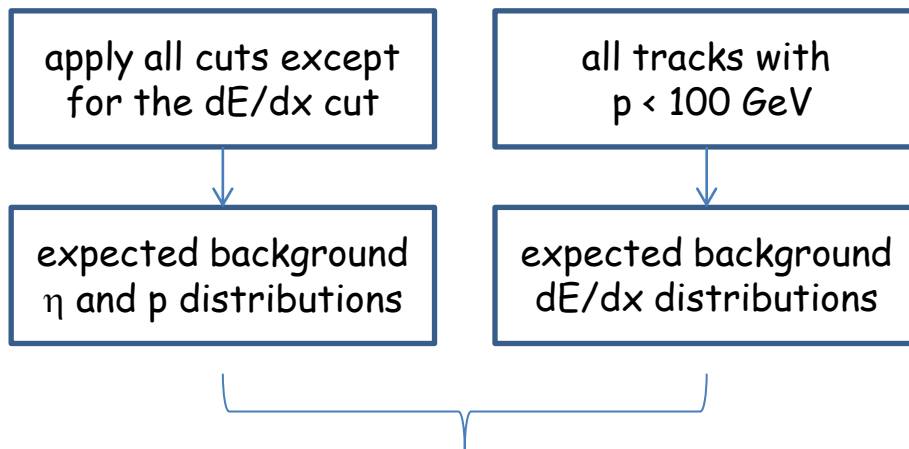 apply all cuts except
for the dE/dx cut
all tracks with
p < 100 GeV
expected background
η and p distributions
expected background
dE/dx distributions